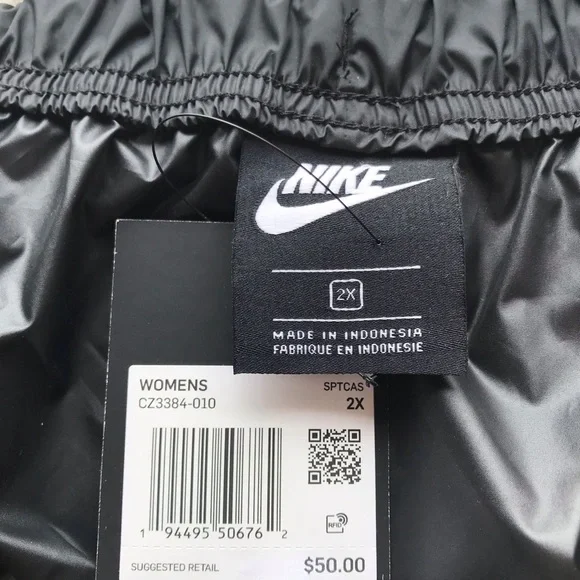 NIKE
2X
MADE IN INDONESIA
FABRIQUE EN INDONESIE
WOMENS SPTCAS
CZ3384-010 2X
1 94495 50676 2
RFID
SUGGESTED RETAIL $50.00